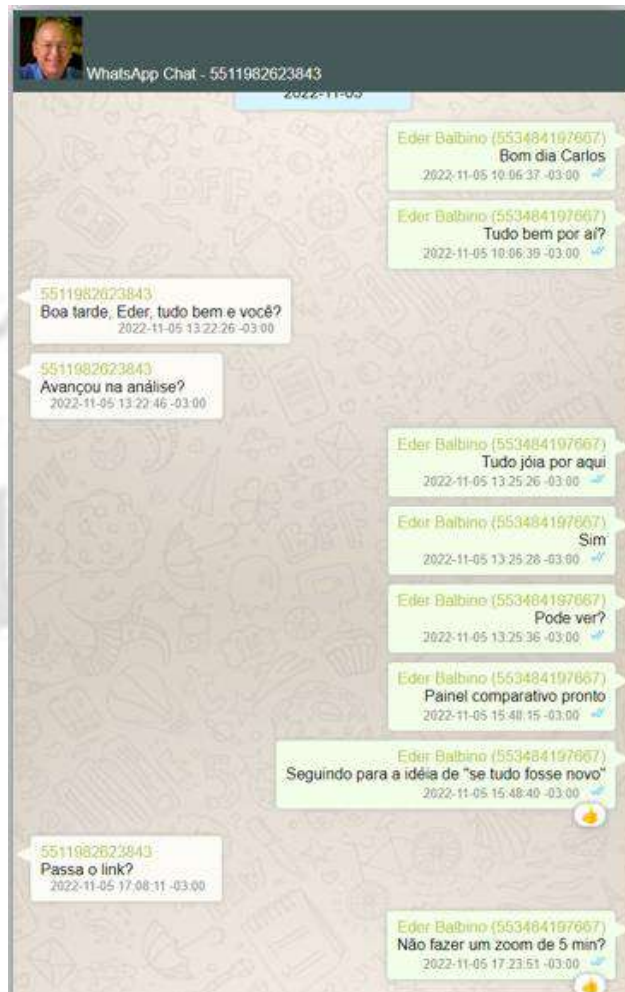 WhatsApp Chat - 5511982623843
2022-11-05
Eder Balbino (553484197667)
Bom dia Carlos
2022-11-05 10:06:37 -03:00
Eder Balbino (553484197667)
Tudo bem por aí?
2022-11-05 10:06:39 -03:00
5511982623843
Boa tarde, Eder, tudo bem e você?
2022-11-05 13:22:26 -03:00
5511982623843
Avançou na análise?
2022-11-05 13:22:46 -03:00
Eder Balbino (553484197667)
Tudo jóia por aqui
2022-11-05 13:25:26 -03:00
Eder Balbino (553484197667)
Sim
2022-11-05 13:25:28 -03:00
Eder Balbino (553484197667)
Pode ver?
2022-11-05 13:25:36 -03:00
Eder Balbino (553484197667)
Painel comparativo pronto
2022-11-05 15:48:15 -03:00
Eder Balbino (553484197667)
Seguindo para a idéia de "se tudo fosse novo"
2022-11-05 15:48:40 -03:00
5511982623843
Passa o link?
2022-11-05 17:08:11 -03:00
Eder Balbino (553484197667)
Não fazer um zoom de 5 min?
2022-11-05 17:23:51 -03:00